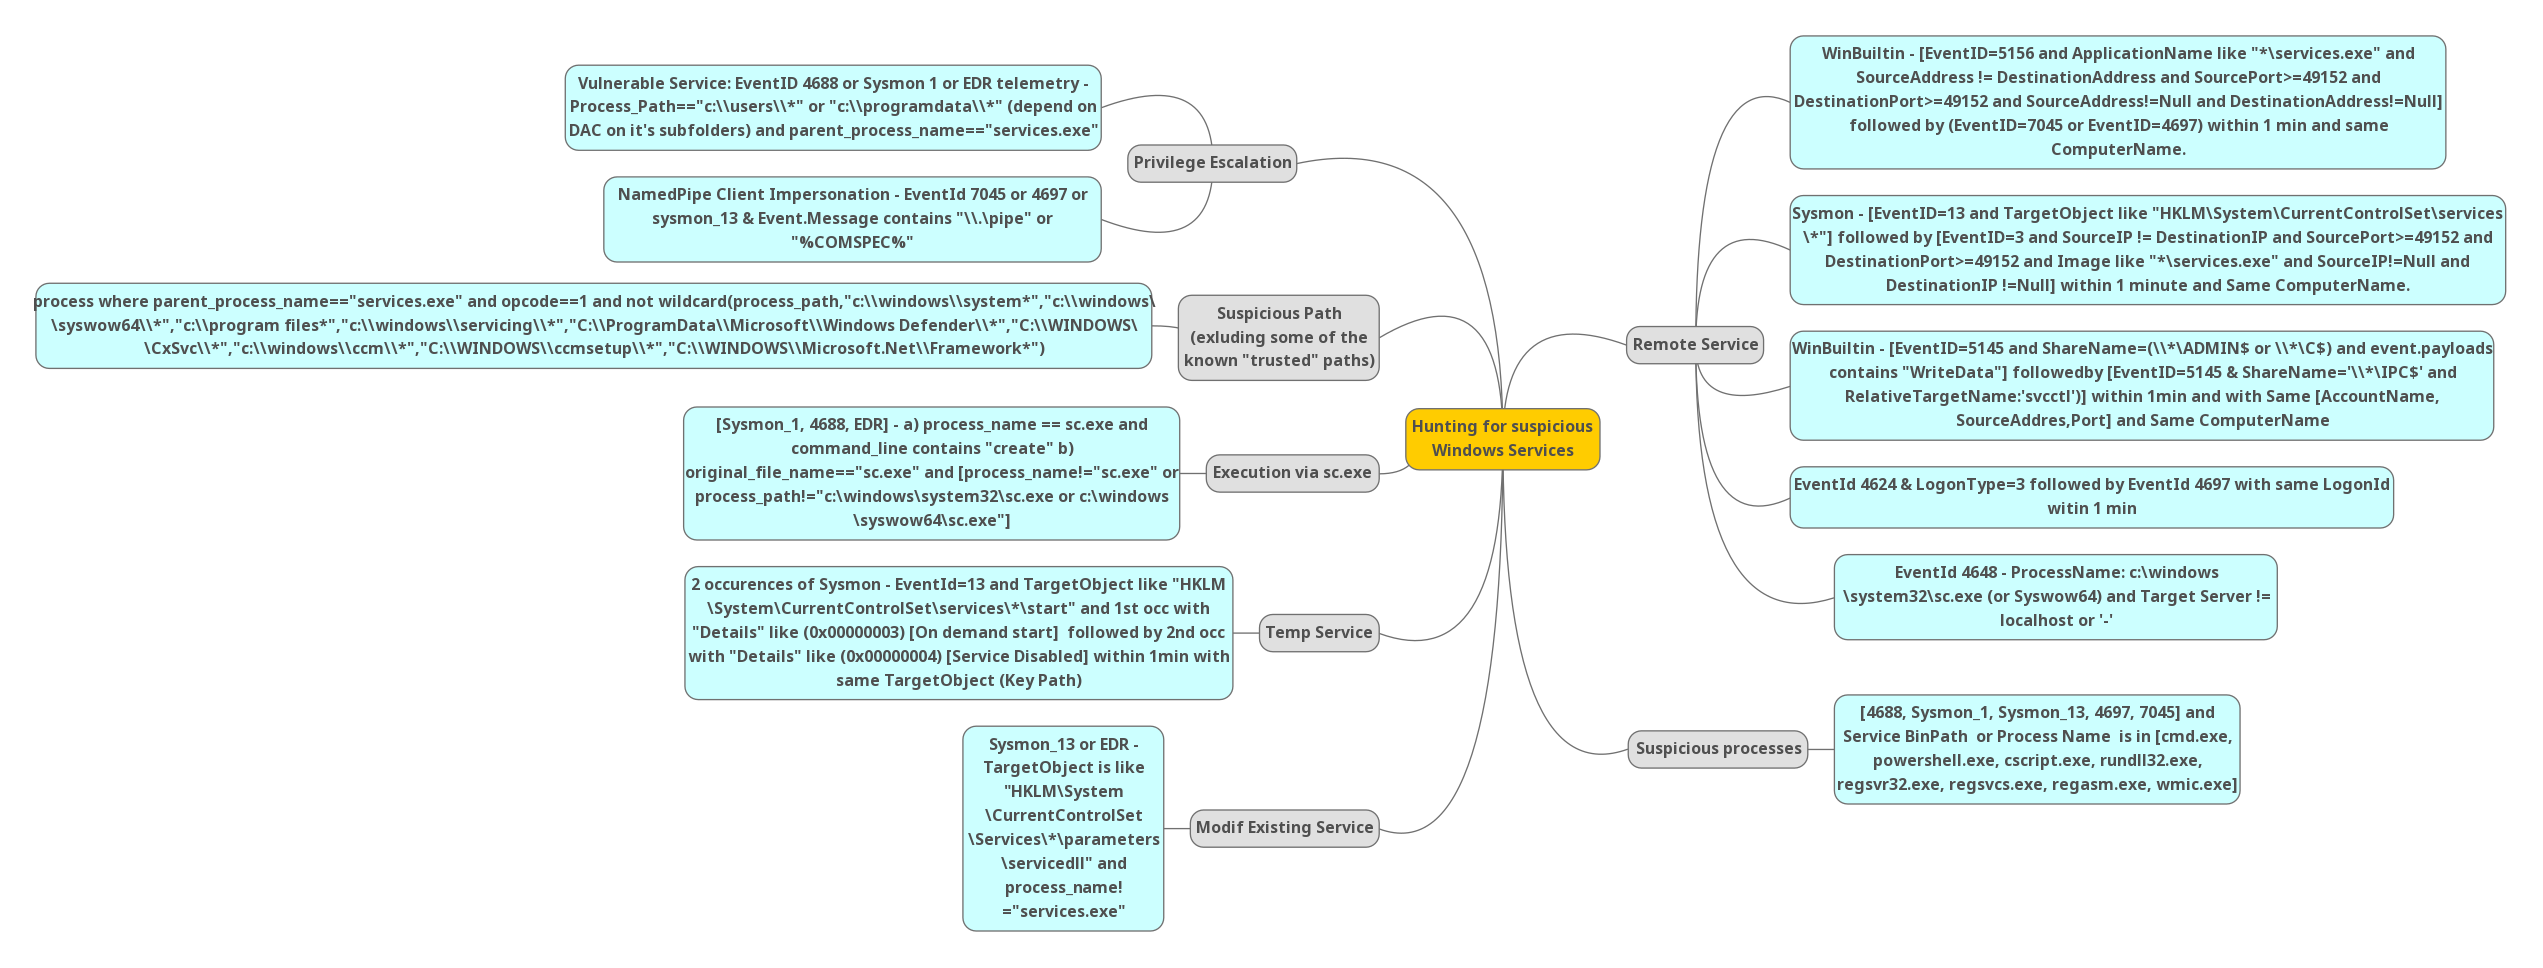 Hunting for suspicious
Windows Services
Privilege Escalation
Vulnerable Service: EventID 4688 or Sysmon 1 or EDR telemetry -
Process_Path=="c:\\users\\*" or "c:\\programdata\\*" (depend on
DAC on it's subfolders) and parent_process_name=="services.exe"
NamedPipe Client Impersonation - EventId 7045 or 4697 or
sysmon_13 & Event.Message contains "\\.\pipe" or
"%COMSPEC%"
Suspicious Path
(exluding some of the
known "trusted" paths)
process where parent_process_name=="services.exe" and opcode==1 and not wildcard(process_path,"c:\\windows\\system*","c:\\windows\
\syswow64\\*","c:\\program files*","c:\\windows\\servicing\\*","C:\\ProgramData\\Microsoft\\Windows Defender\\*","C:\\WINDOWS\
\CxSvc\\*","c:\\windows\\ccm\\*","C:\\WINDOWS\\ccmsetup\\*","C:\\WINDOWS\\Microsoft.Net\\Framework*")
Execution via sc.exe
[Sysmon_1, 4688, EDR] - a) process_name == sc.exe and
command_line contains "create" b)
original_file_name=="sc.exe" and [process_name!="sc.exe" or
process_path!="c:\windows\system32\sc.exe or c:\windows
\syswow64\sc.exe"]
Temp Service
2 occurences of Sysmon - EventId=13 and TargetObject like "HKLM
\System\CurrentControlSet\services\*\start" and 1st occ with
"Details" like (0x00000003) [On demand start]  followed by 2nd occ
with "Details" like (0x00000004) [Service Disabled] within 1min with
same TargetObject (Key Path)
Modif Existing Service
Sysmon_13 or EDR -
TargetObject is like
"HKLM\System
\CurrentControlSet
\Services\*\parameters
\servicedll" and
process_name!
="services.exe"
Remote Service
WinBuiltin - [EventID=5156 and ApplicationName like "*\services.exe" and
SourceAddress != DestinationAddress and SourcePort>=49152 and
DestinationPort>=49152 and SourceAddress!=Null and DestinationAddress!=Null]
followed by (EventID=7045 or EventID=4697) within 1 min and same
ComputerName.
Sysmon - [EventID=13 and TargetObject like "HKLM\System\CurrentControlSet\services
\*"] followed by [EventID=3 and SourceIP != DestinationIP and SourcePort>=49152 and
DestinationPort>=49152 and Image like "*\services.exe" and SourceIP!=Null and
DestinationIP !=Null] within 1 minute and Same ComputerName.
WinBuiltin - [EventID=5145 and ShareName=(\\*\ADMIN$ or \\*\C$) and event.payloads
contains "WriteData"] followedby [EventID=5145 & ShareName='\\*\IPC$' and
RelativeTargetName:'svcctl')] within 1min and with Same [AccountName,
SourceAddres,Port] and Same ComputerName
EventId 4624 & LogonType=3 followed by EventId 4697 with same LogonId
witin 1 min
EventId 4648 - ProcessName: c:\windows
\system32\sc.exe (or Syswow64) and Target Server !=
localhost or '-'
Suspicious processes
[4688, Sysmon_1, Sysmon_13, 4697, 7045] and
Service BinPath  or Process Name  is in [cmd.exe,
powershell.exe, cscript.exe, rundll32.exe,
regsvr32.exe, regsvcs.exe, regasm.exe, wmic.exe]